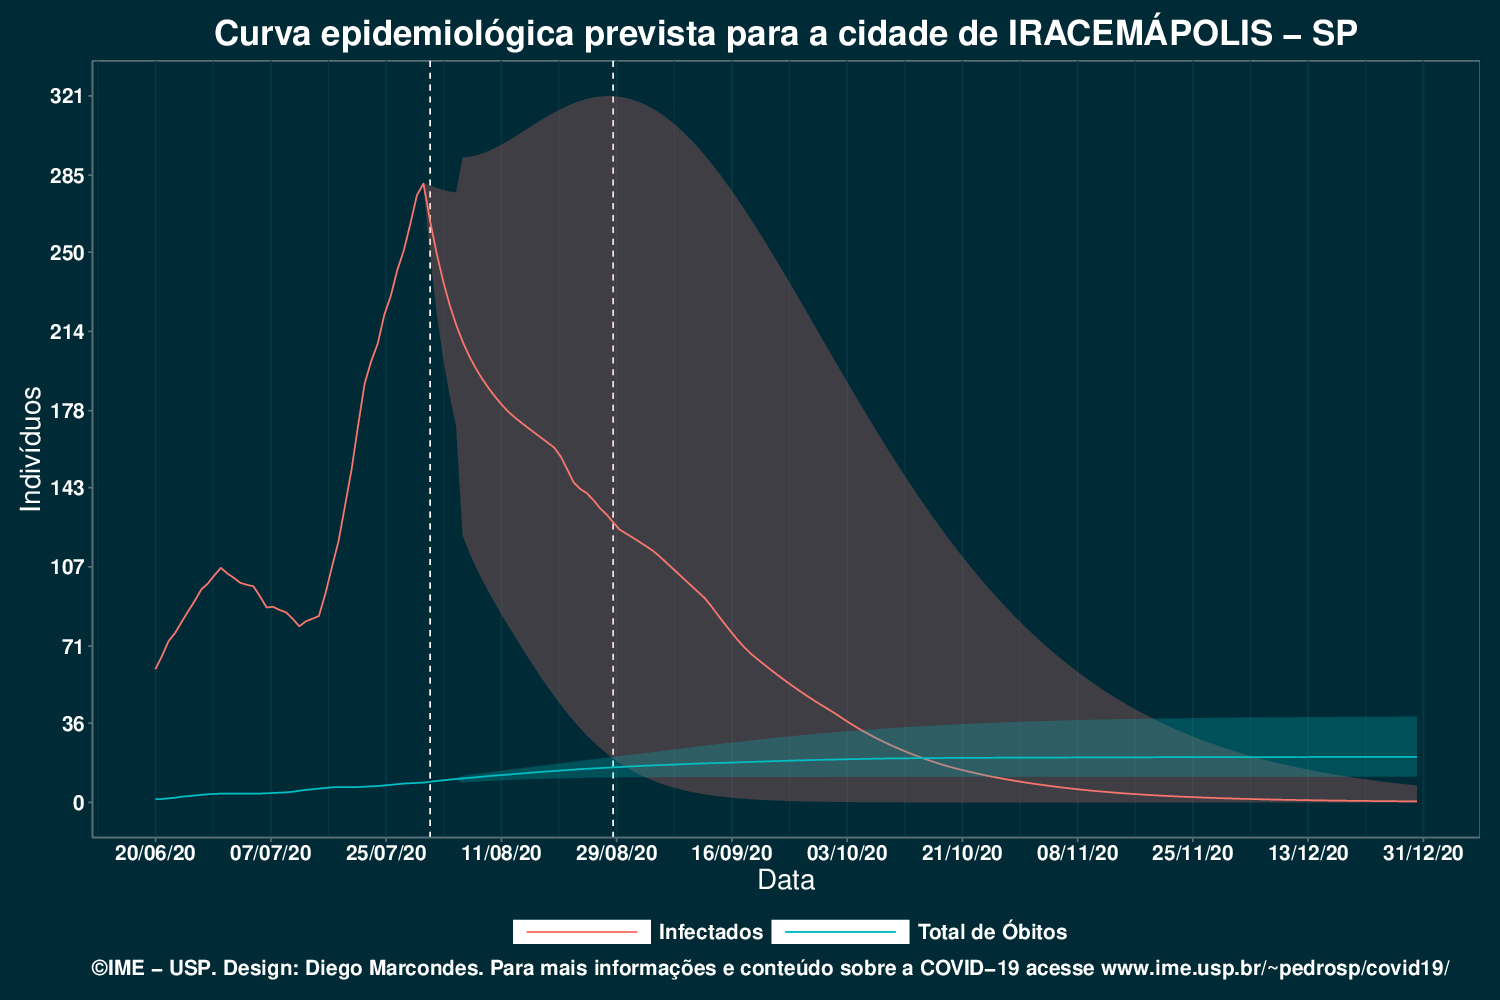 Curva epidemiológica prevista para a cidade de IRACEMÁPOLIS – SP
Indivíduos
321
285
250
214
178
143
107
71
36
0
20/06/20 07/07/20 25/07/20 11/08/20 29/08/20 16/09/20 03/10/20 21/10/20 08/11/20 25/11/20 13/12/20 31/12/20
Data
Infectados Total de Óbitos
©IME – USP. Design: Diego Marcondes. Para mais informações e conteúdo sobre a COVID–19 acesse www.ime.usp.br/~pedrosp/covid19/